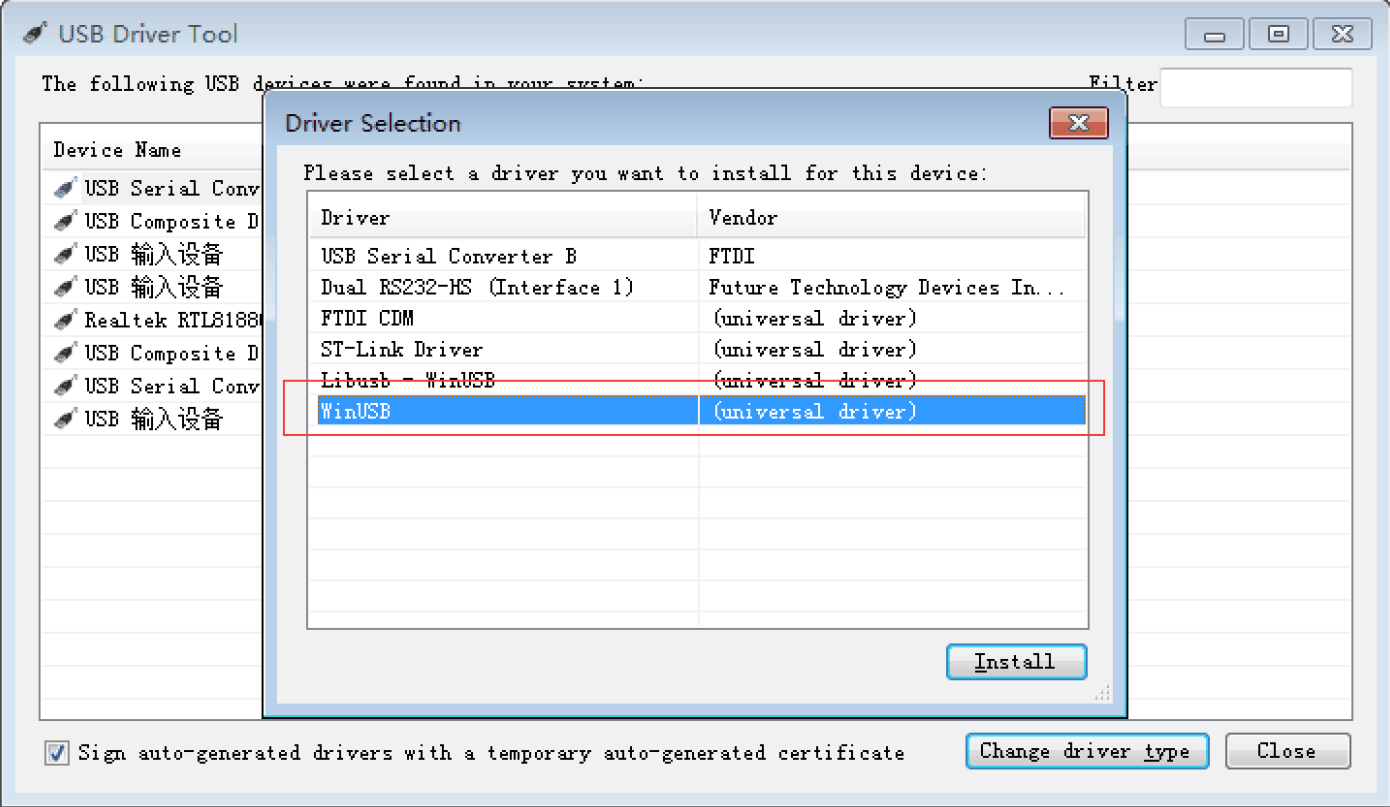 USB Driver Tool
The following USB devices were found in your system:
Filter
Driver Selection
Please select a driver you want to install for this device:
Device Name
USB Serial Conv
USB Composite D
USB 输入设备
USB 输入设备
Realtek RTL8188
USB Composite D
USB Serial Conv
USB 输入设备
Driver Vendor
USB Serial Converter B FTDI
Dual RS232-HS (Interface 1) Future Technology Devices In...
FTDI CDM (universal driver)
ST-Link Driver (universal driver)
Libusb - WinUSB (universal driver)
WinUSB (universal driver)
Install
Sign auto-generated drivers with a temporary auto-generated certificate
Change driver type
Close